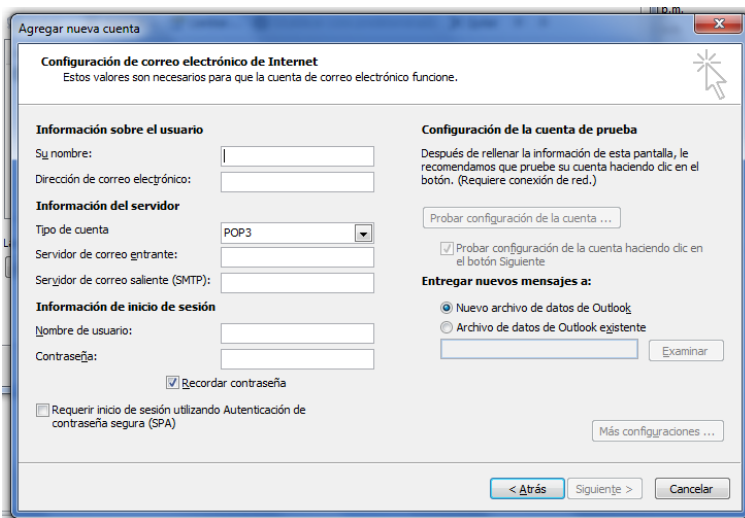 p.m.
Agregar nueva cuenta
Configuración de correo electrónico de Internet
Estos valores son necesarios para que la cuenta de correo electrónico funcione.
Información sobre el usuario
Su nombre:
Dirección de correo electrónico:
Información del servidor
Tipo de cuenta
POP3
Servidor de correo entrante:
Servidor de correo saliente (SMTP):
Información de inicio de sesión
Nombre de usuario:
Contraseña:
Recordar contraseña
Requerir inicio de sesión utilizando Autenticación de
contraseña segura (SPA)
Configuración de la cuenta de prueba
Después de rellenar la información de esta pantalla, le
recomendamos que pruebe su cuenta haciendo clic en el
botón. (Requiere conexión de red.)
Probar configuración de la cuenta ...
Probar configuración de la cuenta haciendo clic en
el botón Siguiente
Entregar nuevos mensajes a:
Nuevo archivo de datos de Outlook
Archivo de datos de Outlook existente
Examinar
Más configuraciones ...
< Atrás
Siguiente >
Cancelar